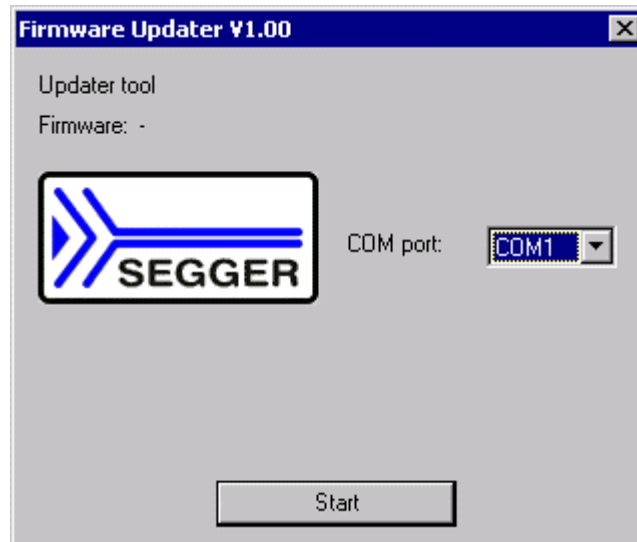 Firmware Updater V1.00
Updater tool
Firmware: -
SEGGER
COM port:
COM1
Start